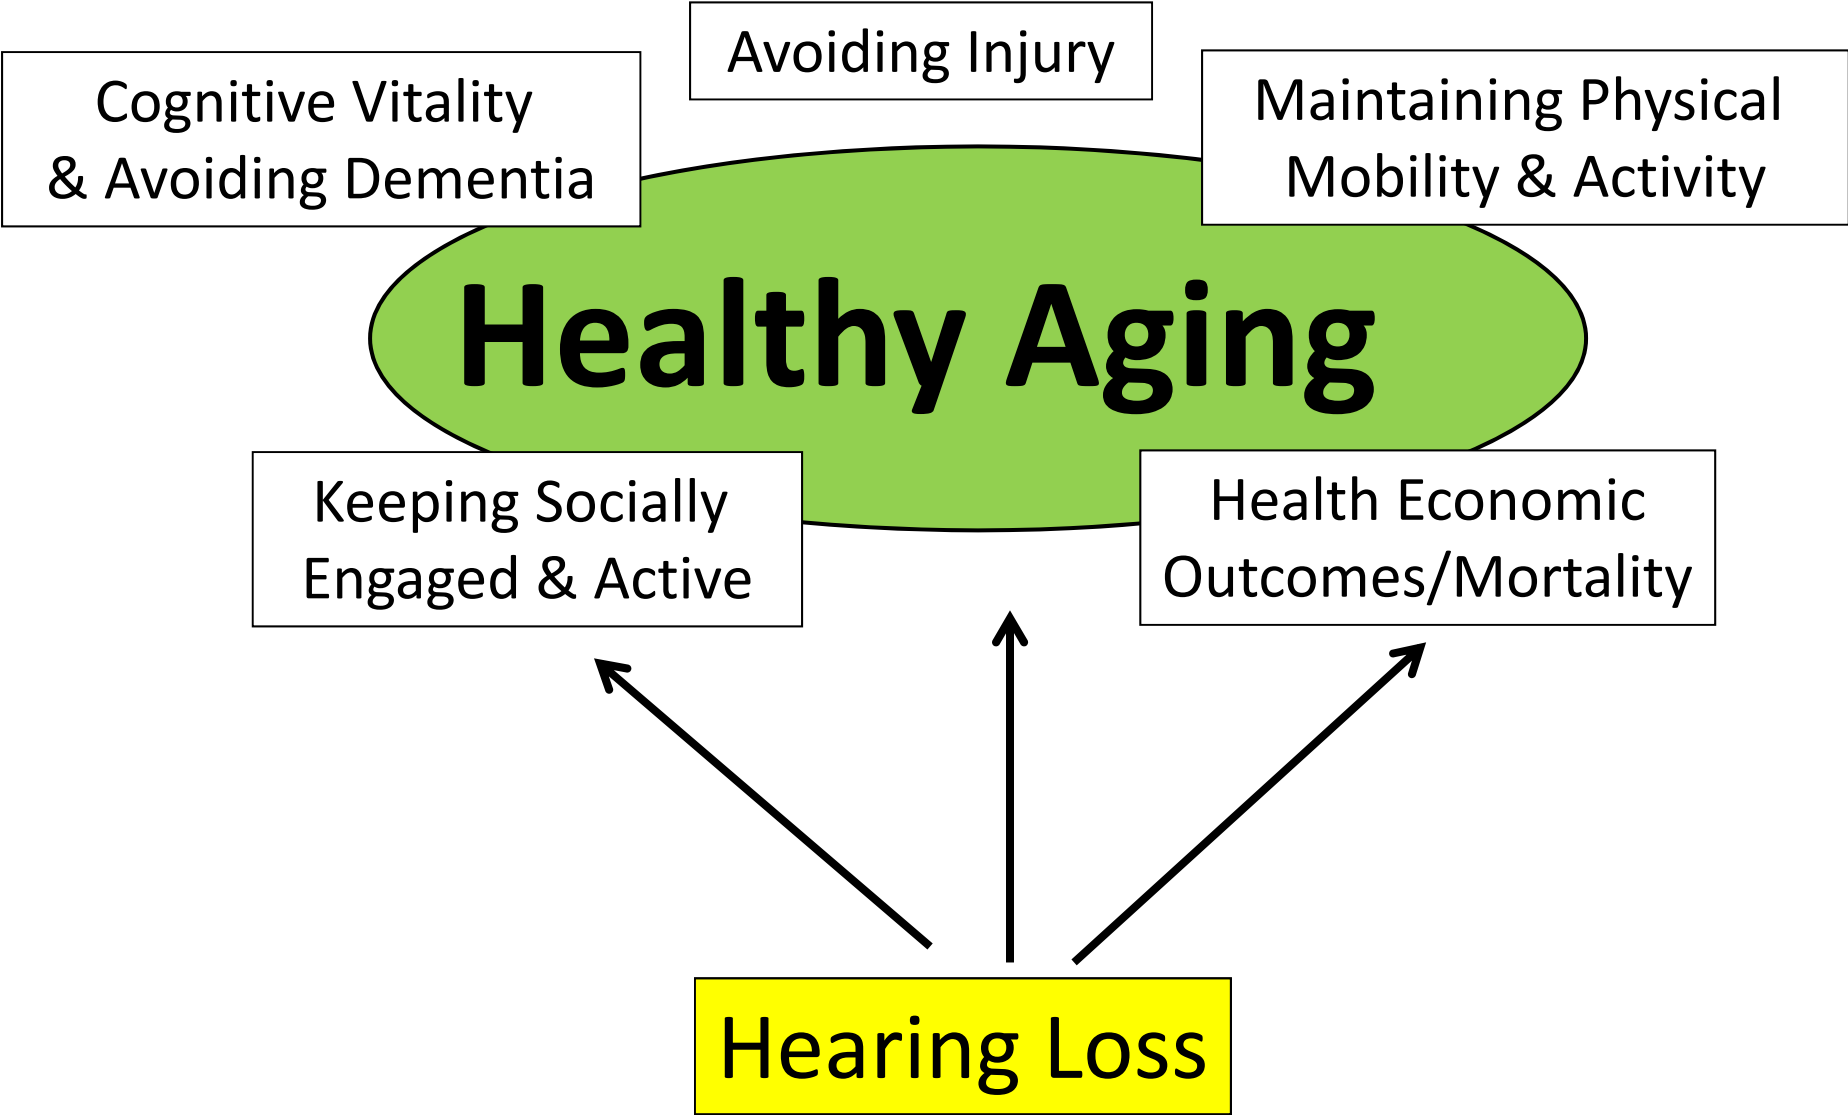 Avoiding Injury
Cognitive Vitality
& Avoiding Dementia
Maintaining Physical
Mobility & Activity
Healthy Aging
Keeping Socially
Engaged & Active
Health Economic
Outcomes/Mortality
Hearing Loss